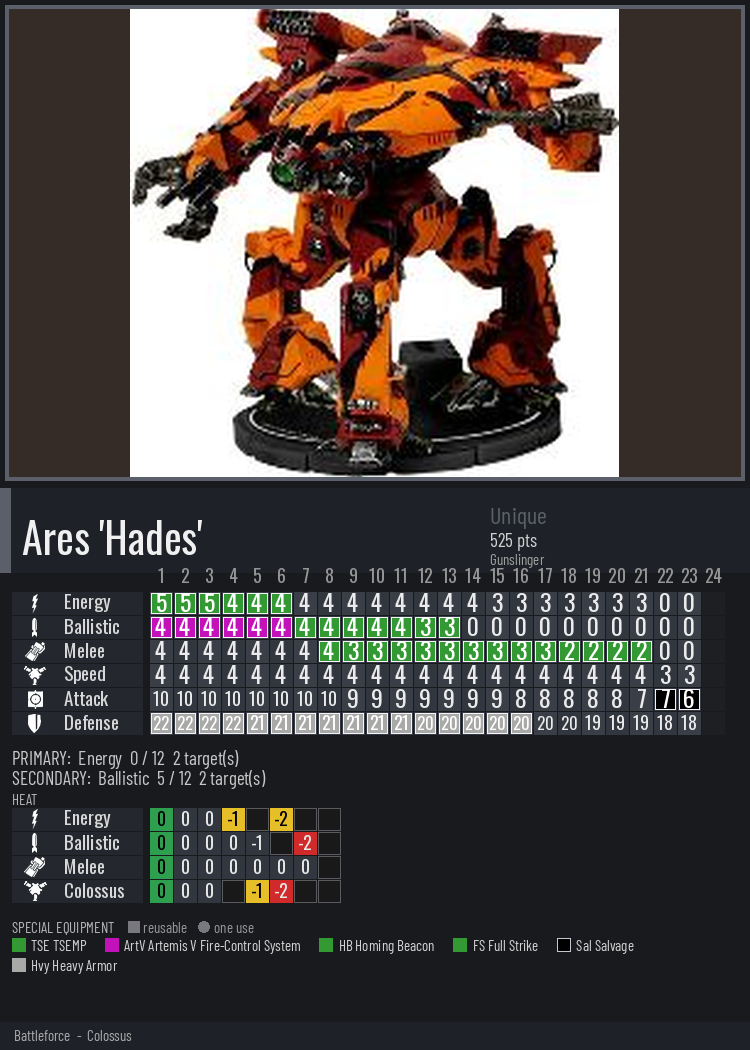 Ares 'Hades'
Unique
525 pts
Gunslinger
1 2 3 4 5 6 7 8 9 10 11 12 13 14 15 16 17 18 19 20 21 22 23 24
Energy 5 5 5 4 4 4 4 4 4 4 4 4 4 4 3 3 3 3 3 3 3 0 0
Ballistic 4 4 4 4 4 4 4 4 4 4 4 3 3 0 0 0 0 0 0 0 0 0 0
Melee 4 4 4 4 4 4 4 4 3 3 3 3 3 3 3 3 3 2 2 2 2 0 0
Speed 4 4 4 4 4 4 4 4 4 4 4 4 4 4 4 4 4 4 4 4 4 3 3
Attack 10 10 10 10 10 10 10 10 9 9 9 9 9 9 9 8 8 8 8 8 7 7 6
Defense 22 22 22 22 21 21 21 21 21 21 21 20 20 20 20 20 20 20 19 19 19 18 18
PRIMARY: Energy 0 / 12 2 target(s)
SECONDARY: Ballistic 5 / 12 2 target(s)
HEAT
Energy 0 0 0 -1 -2
Ballistic 0 0 0 0 -1 -2
Melee 0 0 0 0 0 0 0
Colossus 0 0 0 -1 -2
SPECIAL EQUIPMENT reusable one use
TSE TSEMP ArtV Artemis V Fire-Control System HB Homing Beacon FS Full Strike Sal Salvage
Hvy Heavy Armor
Battleforce - Colossus